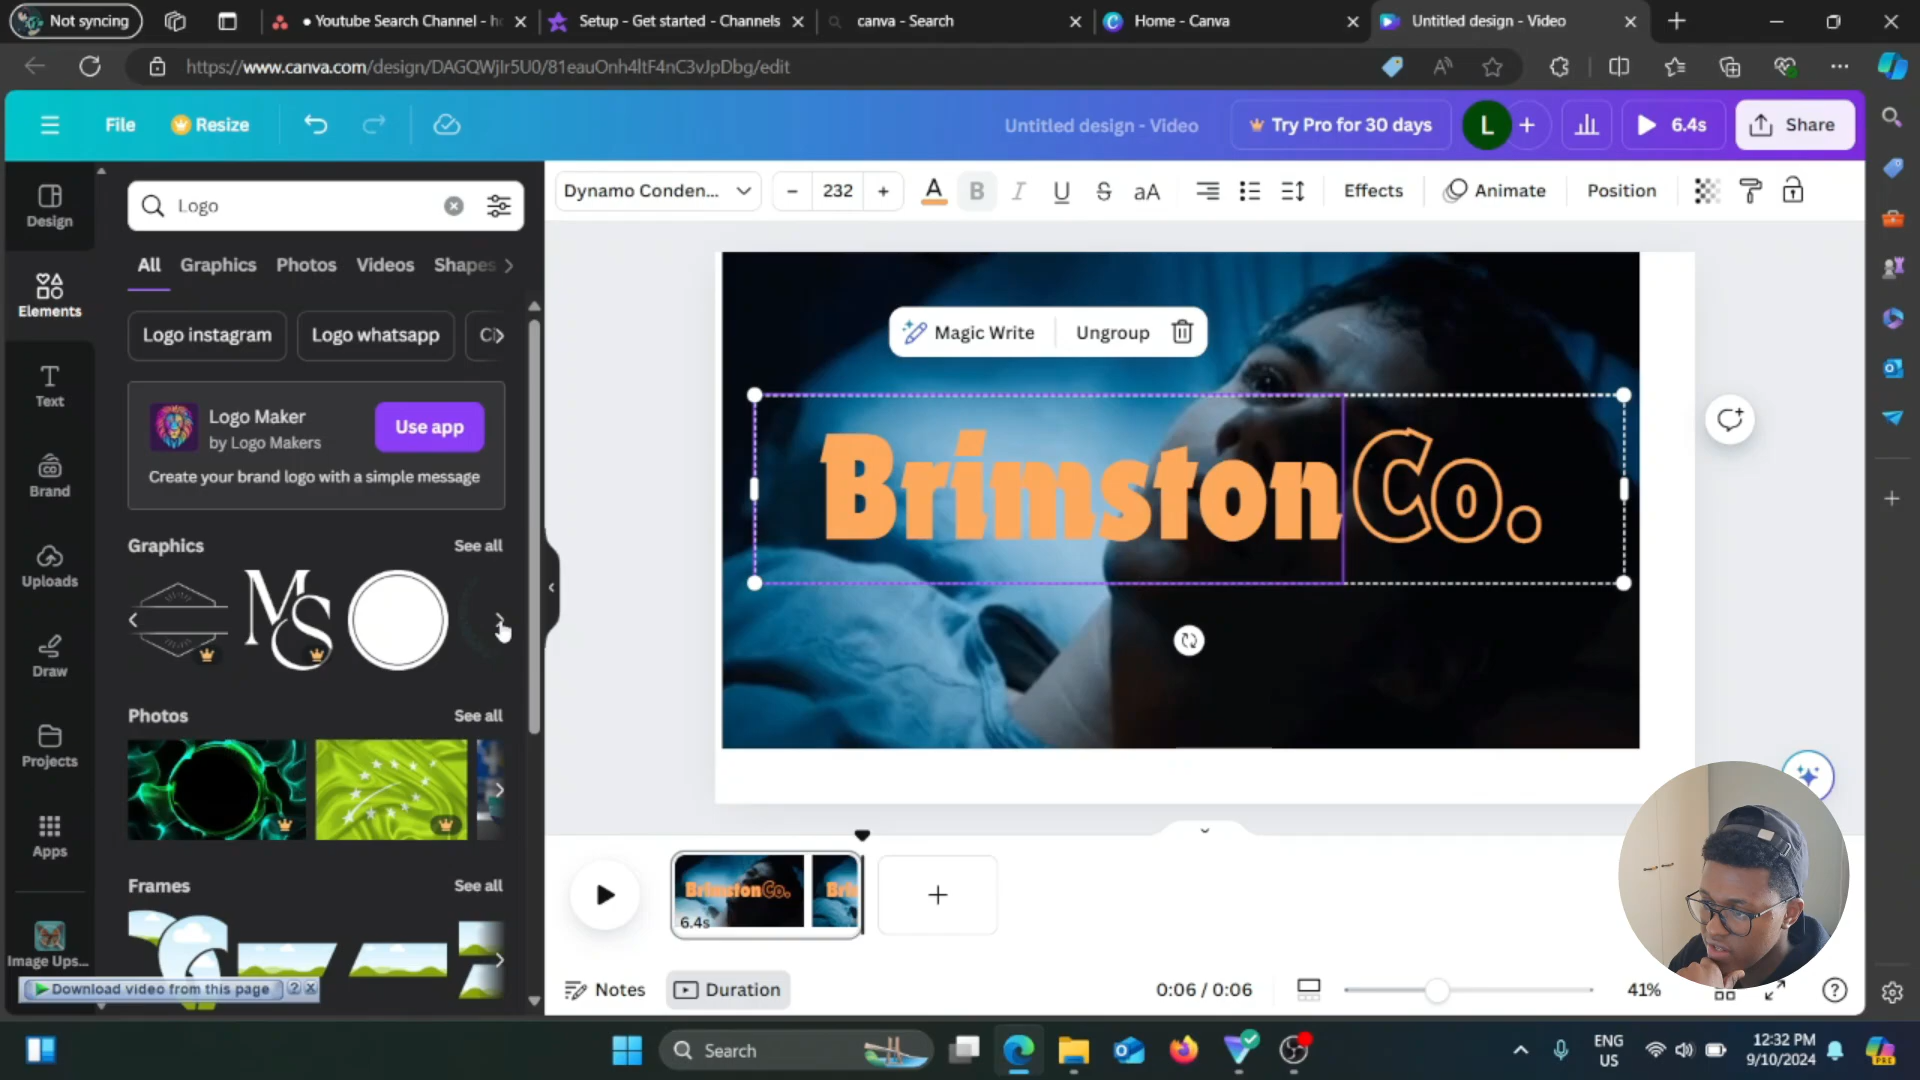 Not syncing
Youtube Search Channel - h
Setup - Get started - Channels
canva - Search
Home - Canva
Untitled design - Video
https://www.canva.com/design/DAGQWjIr5U0/81eauOnh4ltF4nC3vJpDbg/edit
File
Resize
Untitled design - Video
Try Pro for 30 days
L
6.4s
Share
Design
Elements
Text
Brand
Uploads
Draw
Projects
Apps
Image Ups...
Logo
All
Graphics
Photos
Videos
Shapes
Logo instagram
Logo whatsapp
Logo Maker
by Logo Makers
Use app
Create your brand logo with a simple message
Graphics
See all
MS
Photos
See all
Frames
See all
Download video from this page
Dynamo Conden...
232
A
B
I
U
S
aA
Effects
Animate
Position
Magic Write
Ungroup
BrimstonCo.
BrimstonCo.
6.4s
Notes
Duration
0:06 / 0:06
41%
Search
ENG
US
12:32 PM
9/10/2024